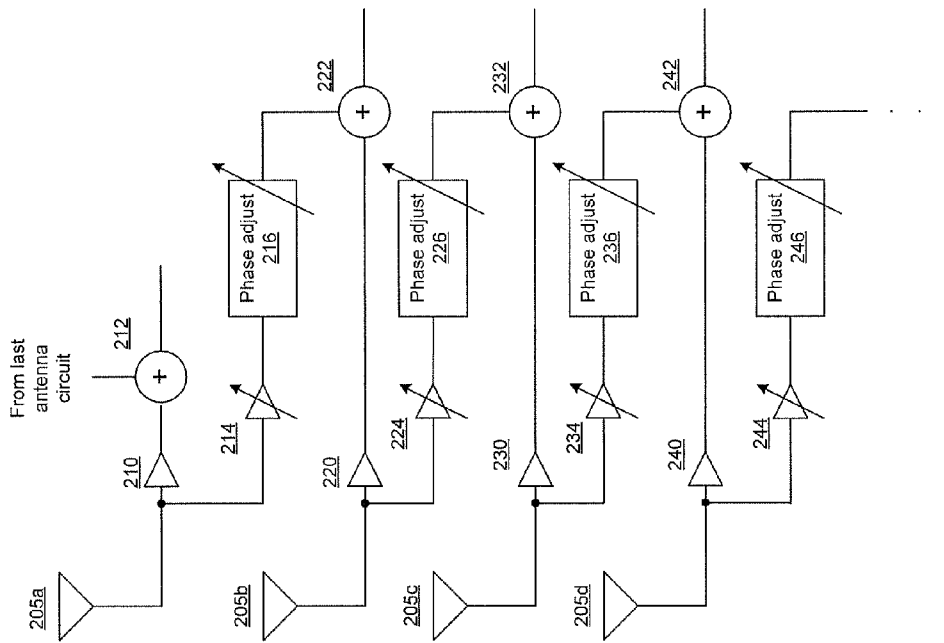 From last
antenna
circuit
212
210
205a
214
Phase adjust
216
222
220
205b
224
Phase adjust
226
232
230
205c
234
Phase adjust
236
242
240
205d
244
Phase adjust
246
. .